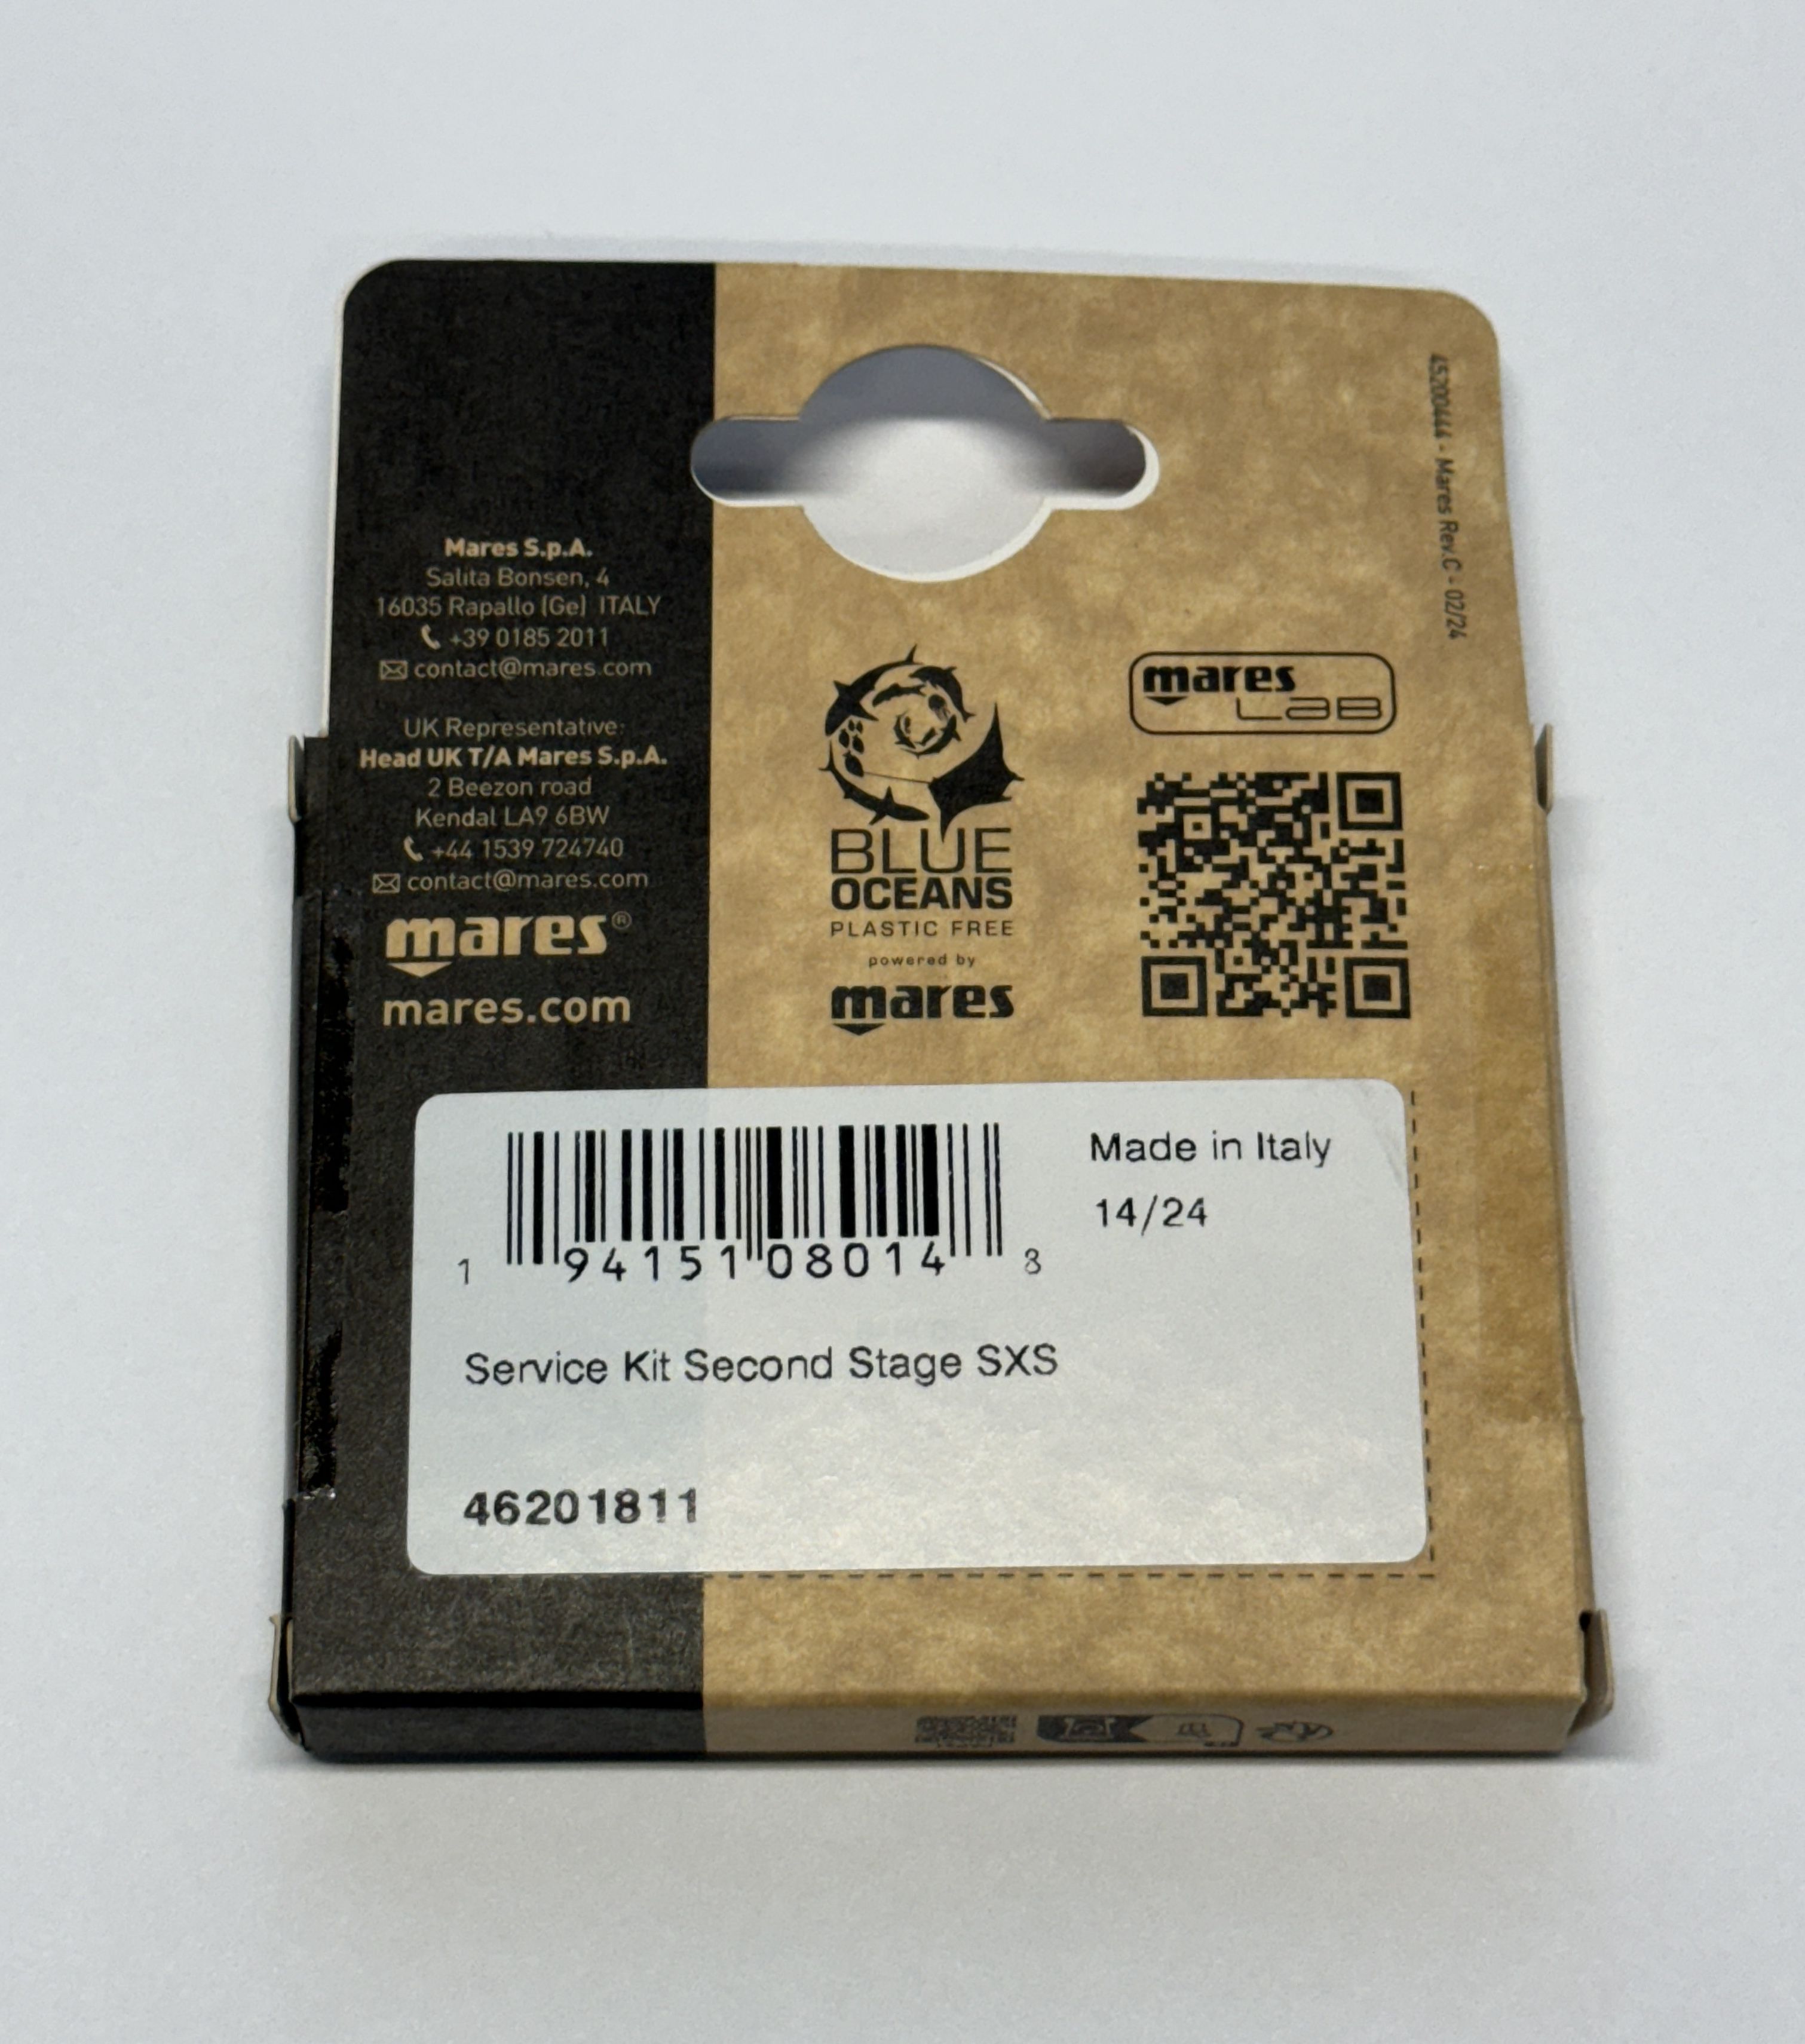 45200444 - Mares Rev.C - 02/24
Mares S.p.A.
Salita Bonsen, 4
16035 Rapallo (Ge) ITALY
+39 0185 2011
contact@mares.com
UK Representative:
Head UK T/A Mares S.p.A.
2 Beezon road
Kendal LA9 6BW
+44 1539 724740
contact@mares.com
mares®
mares.com
BLUE
OCEANS
PLASTIC FREE
powered by
mares
mares
LAB
1 94151 08014 8
Made in Italy
14/24
Service Kit Second Stage SXS
46201811